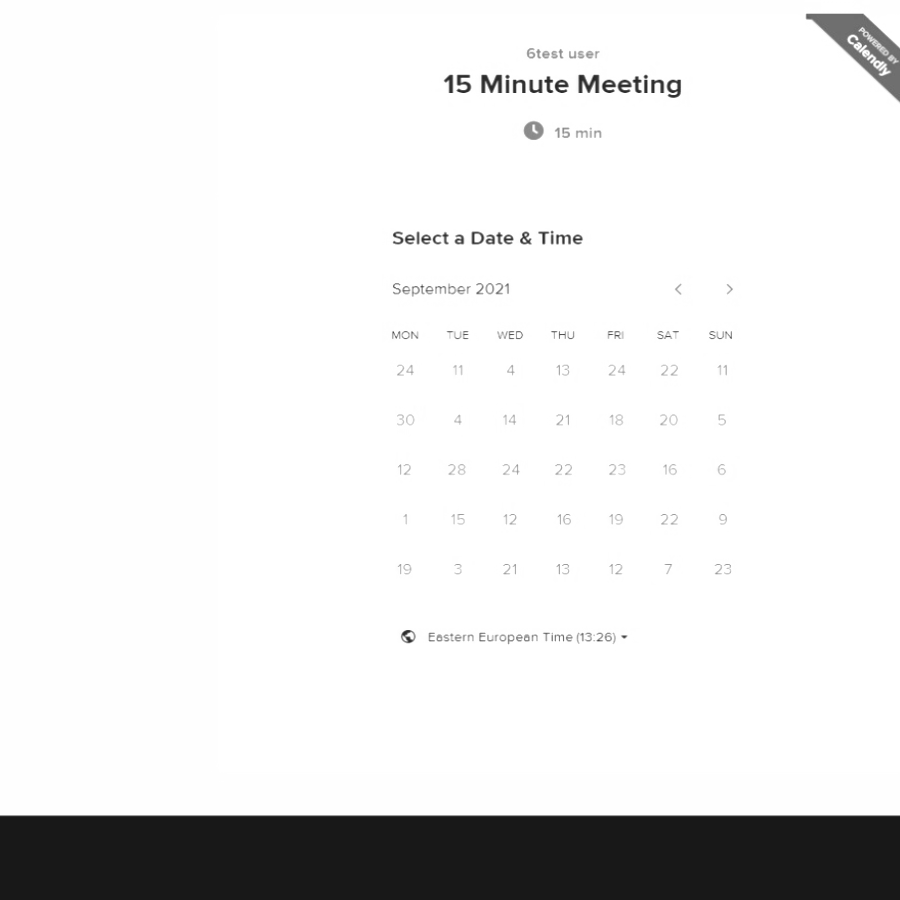 POWERED BY
Calendly
6test user
15 Minute Meeting
15 min
Select a Date & Time
September 2021
MON TUE WED THU FRI SAT SUN
24 11 4 13 24 22 11
30 4 14 21 18 20 5
12 28 24 22 23 16 6
1 15 12 16 19 22 9
19 3 21 13 12 7 23
Eastern European Time (13:26)